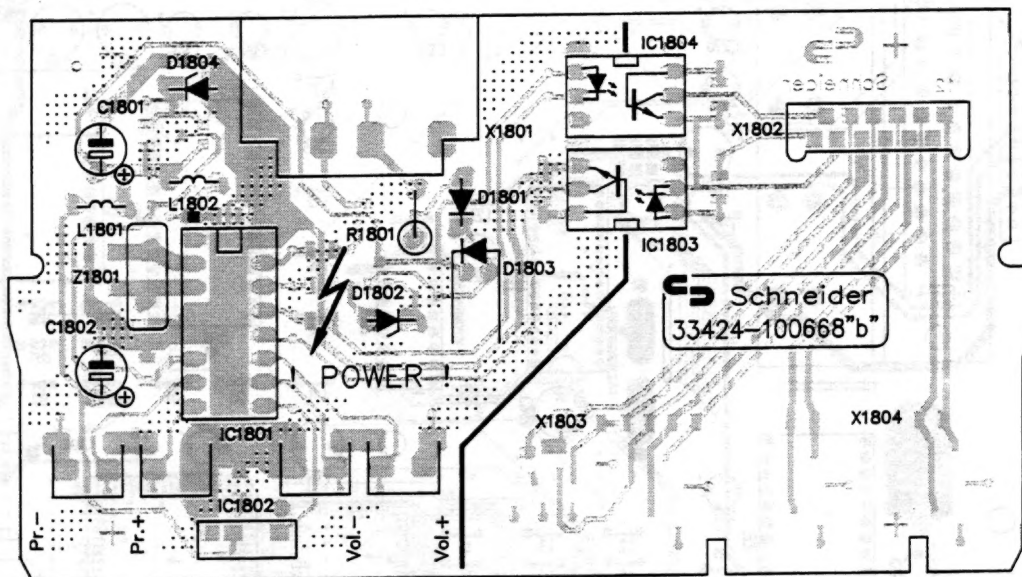 IC1804
D1804
C1801
Schneider
X1801
X1802
L1802
D1801
L1801
R1801
IC1803
D1803
Z1801
D1802
Schneider
C1802
33424-100668"b"
! POWER !
X1803
X1804
IC1801
IC1802
Pr.-
Pr.+
Vol.-
Vol.+